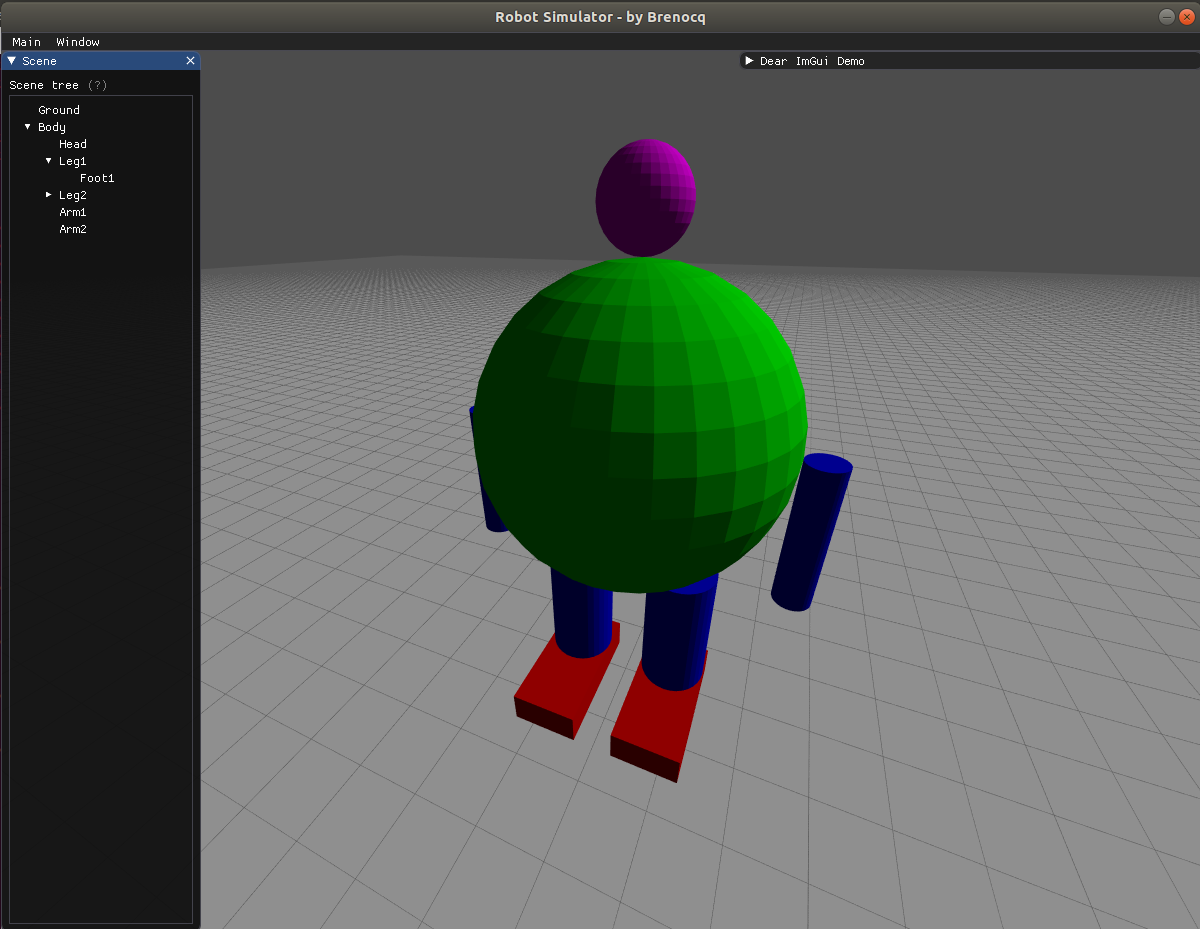 Robot Simulator - by Brenocq
Main Window
Scene
Dear ImGui Demo
Scene tree (?)
Ground
Body
Head
Leg1
Foot1
Leg2
Arm1
Arm2